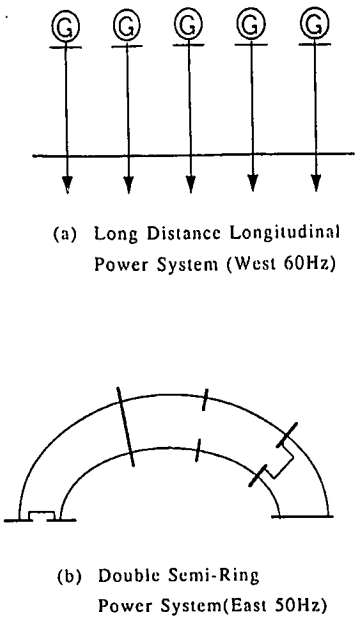 G G G G G
(a) Long Distance Longitudinal
Power System (West 60Hz)
(b) Double Semi-Ring
Power System(East 50Hz)